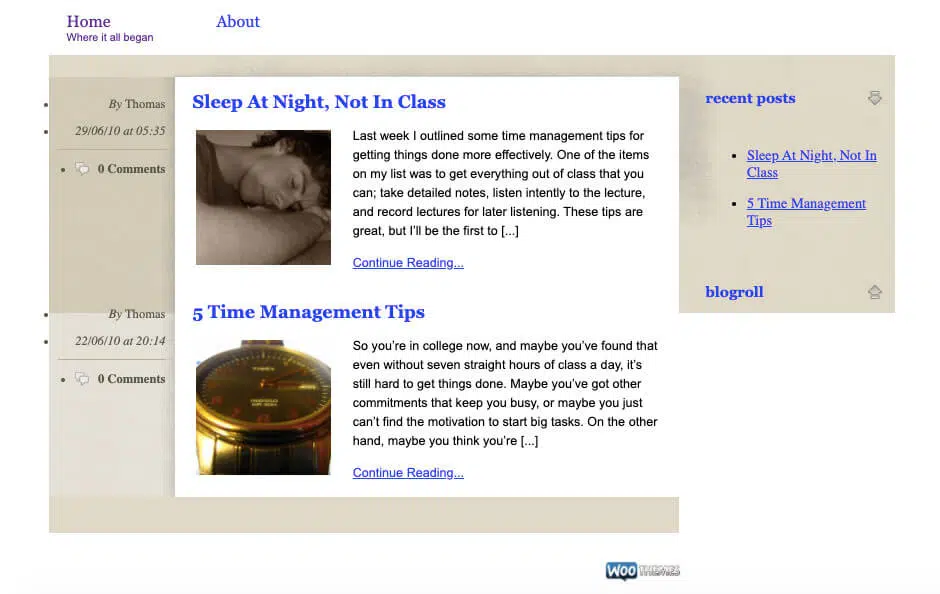 Home
Where it all began
About
By Thomas
29/06/10 at 05:35
0 Comments
Sleep At Night, Not In Class
Last week I outlined some time management tips for
getting things done more effectively. One of the items
on my list was to get everything out of class that you
can; take detailed notes, listen intently to the lecture,
and record lectures for later listening. These tips are
great, but I’ll be the first to [...]
Continue Reading...
By Thomas
22/06/10 at 20:14
0 Comments
5 Time Management Tips
TIMEX
So you’re in college now, and maybe you’ve found that
even without seven straight hours of class a day, it’s
still hard to get things done. Maybe you’ve got other
commitments that keep you busy, or maybe you just
can’t find the motivation to start big tasks. On the other
hand, maybe you think you’re [...]
Continue Reading...
recent posts
Sleep At Night, Not In
Class
5 Time Management
Tips
blogroll
WOOTHEMES